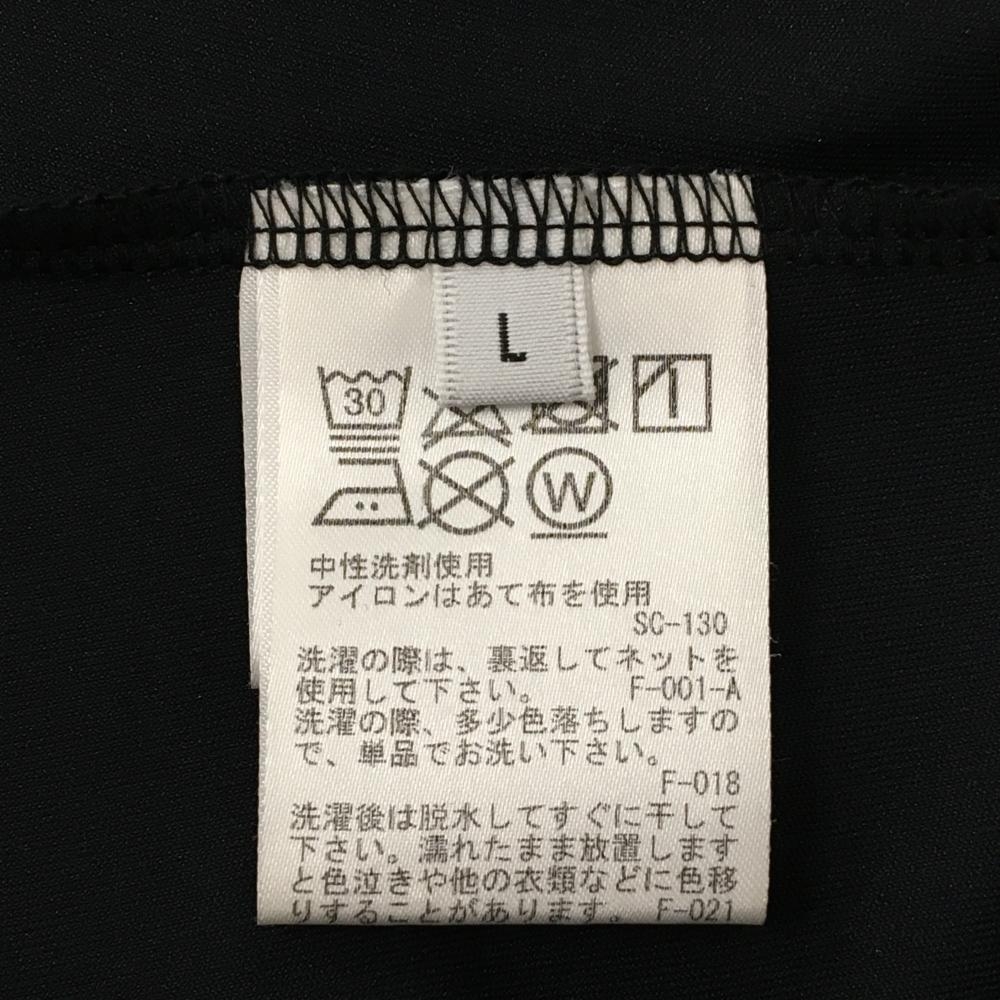 L
30
W
中性洗剤使用
アイロンはあて布を使用
SC-130
洗濯の際は、裏返してネットを
使用して下さい。 F-001-A
洗濯の際、多少色落ちしますの
で、単品でお洗い下さい。
F-018
洗濯後は脱水してすぐに干して
下さい。濡れたまま放置します
と色泣きや他の衣類などに色移
りすることがあります。 F-021